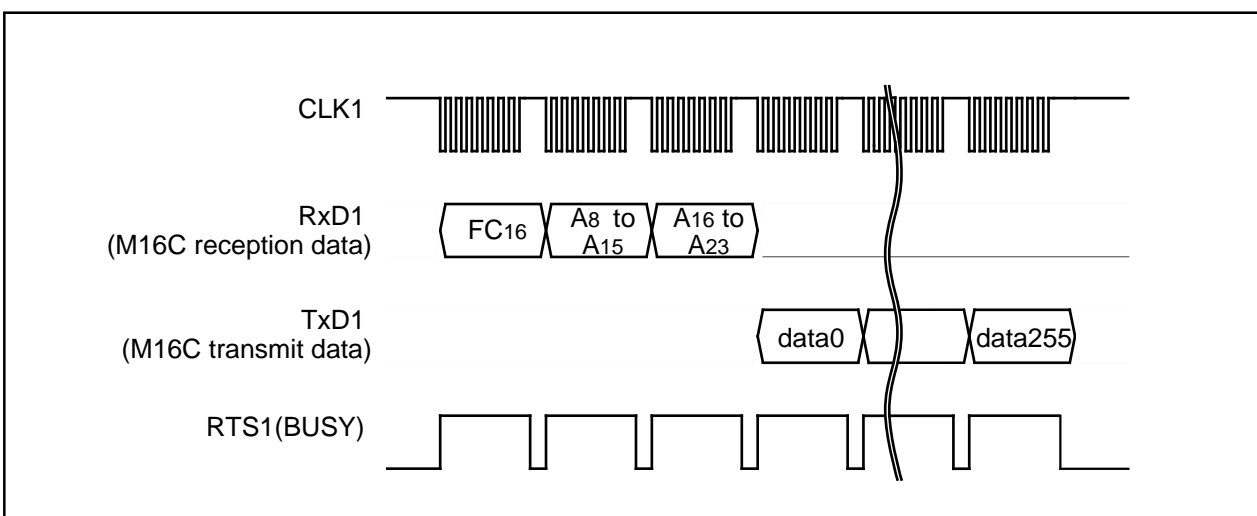 CLK1
RxD1
(M16C reception data)
FC16
A8 to
A15
A16 to
A23
TxD1
(M16C transmit data)
data0
data255
RTS1(BUSY)